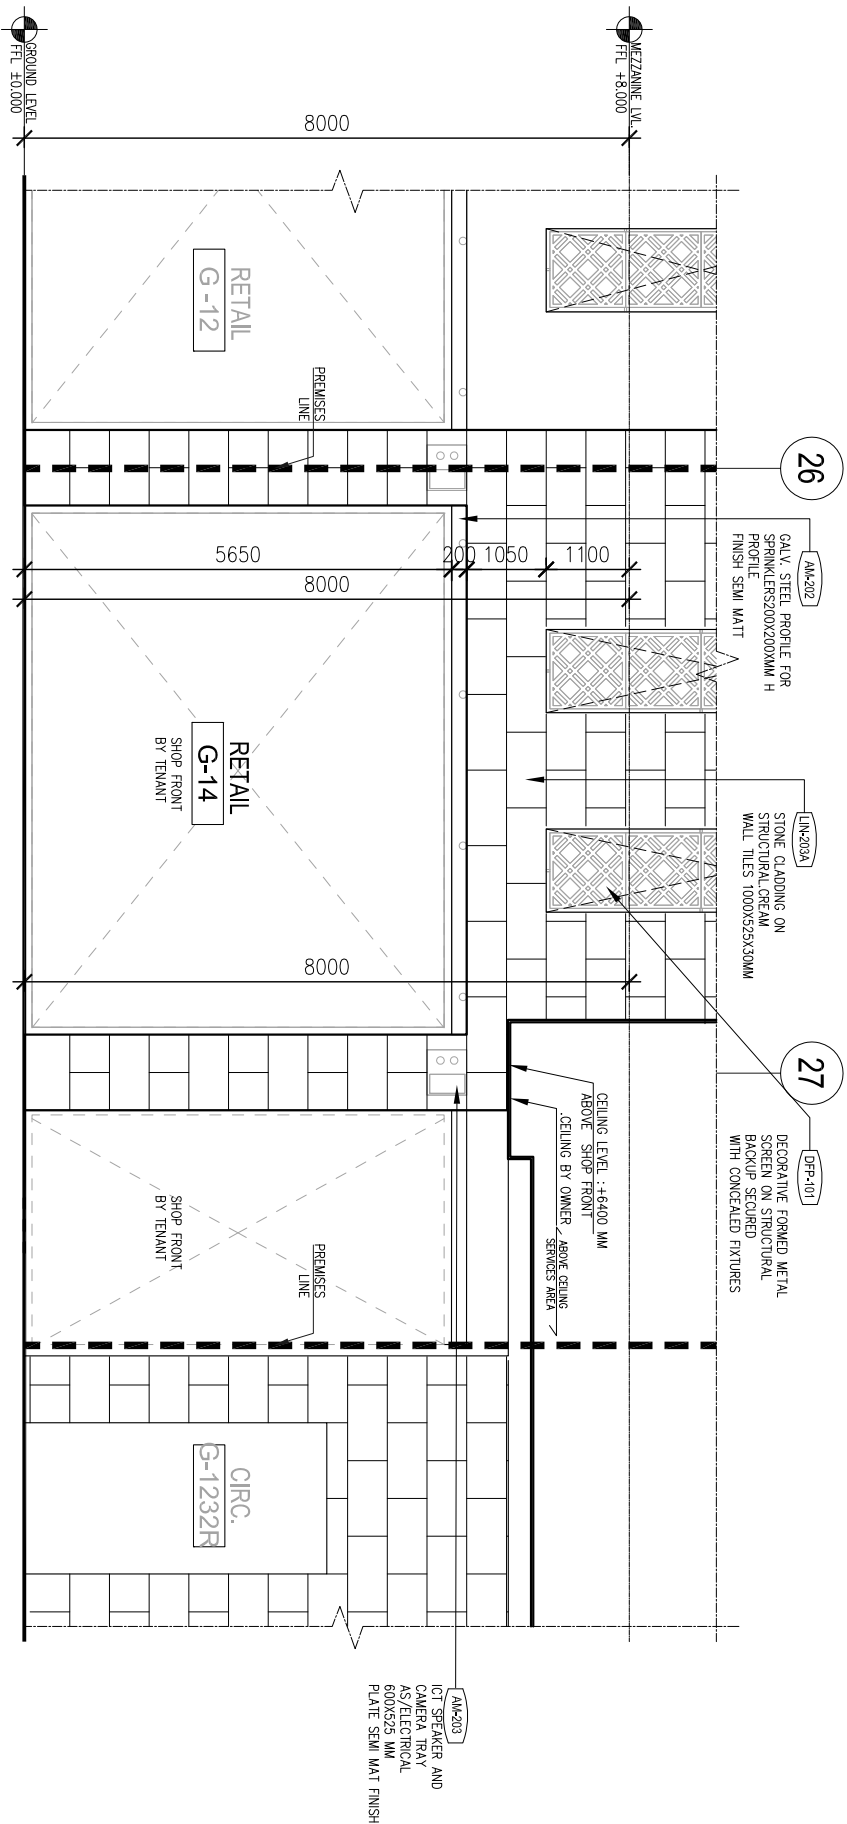 GROUND LEVEL
FFL ±0.000
MEZZANINE LVL.
FFL +8.000
8000
RETAIL
G -12
PREMISES
LINE
26
AM-202
GALV. STEEL PROFILE FOR
SPRINKLERS200X200XMM H
PROFILE
FINISH SEMI MATT
5650
200
1050
1100
8000
RETAIL
G-14
SHOP FRONT
BY TENANT
LIN-203A
STONE CLADDING ON
STRUCTURAL.CREAM
WALL TILES 1000X525X30MM
8000
27
DFP-101
DECORATIVE FORMED METAL
SCREEN ON STRUCTURAL
BACKUP SECURED
WITH CONCEALED FIXTURES
CEILING LEVEL :+6400 MM
ABOVE SHOP FRONT
.CEILING BY OWNER
ABOVE CEILING
SERVICES AREA
SHOP FRONT
BY TENANT
PREMISES
LINE
CIRC.
G-1232R
AM-203
ICT SPEAKER AND
CAMERA TRAY
AS/ELECTRICAL
600X525 MM
PLATE SEMI MAT FINISH